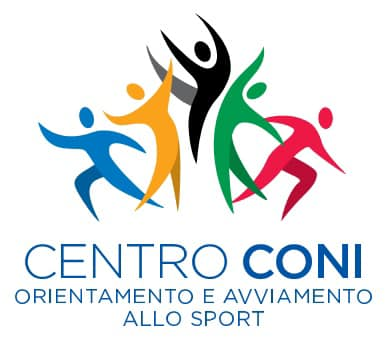 CENTRO CONI
ORIENTAMENTO E AVVIAMENTO
ALLO SPORT